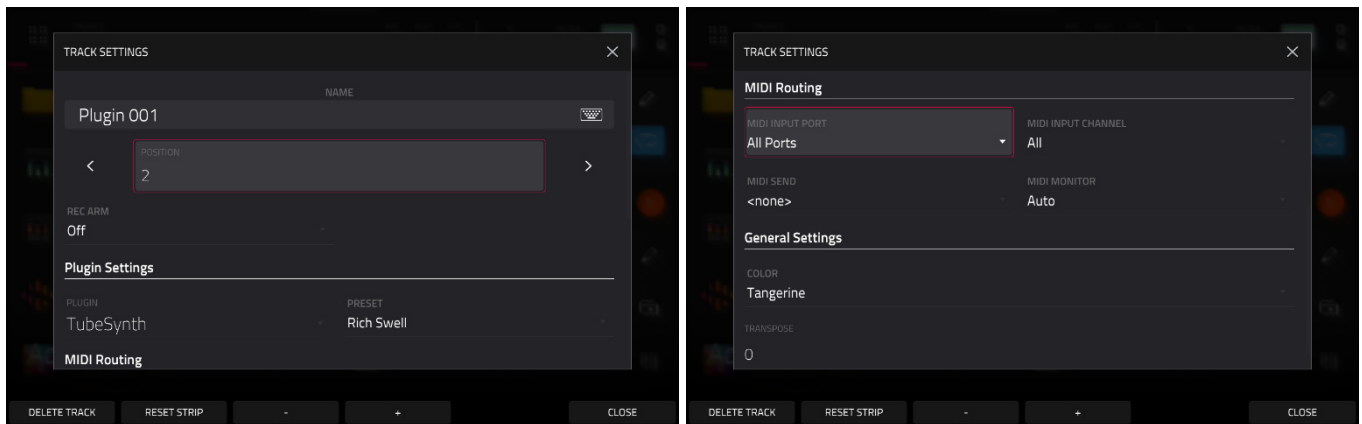 TRACK SETTINGS
NAME
Plugin 001
POSITION
2
REC ARM
Off
Plugin Settings
PLUGIN
TubeSynth
PRESET
Rich Swell
MIDI Routing
DELETE TRACK
RESET STRIP
-
+
CLOSE
TRACK SETTINGS
MIDI Routing
MIDI INPUT PORT
All Ports
MIDI INPUT CHANNEL
All
MIDI SEND
<none>
MIDI MONITOR
Auto
General Settings
COLOR
Tangerine
TRANSPOSE
0
DELETE TRACK
RESET STRIP
-
+
CLOSE